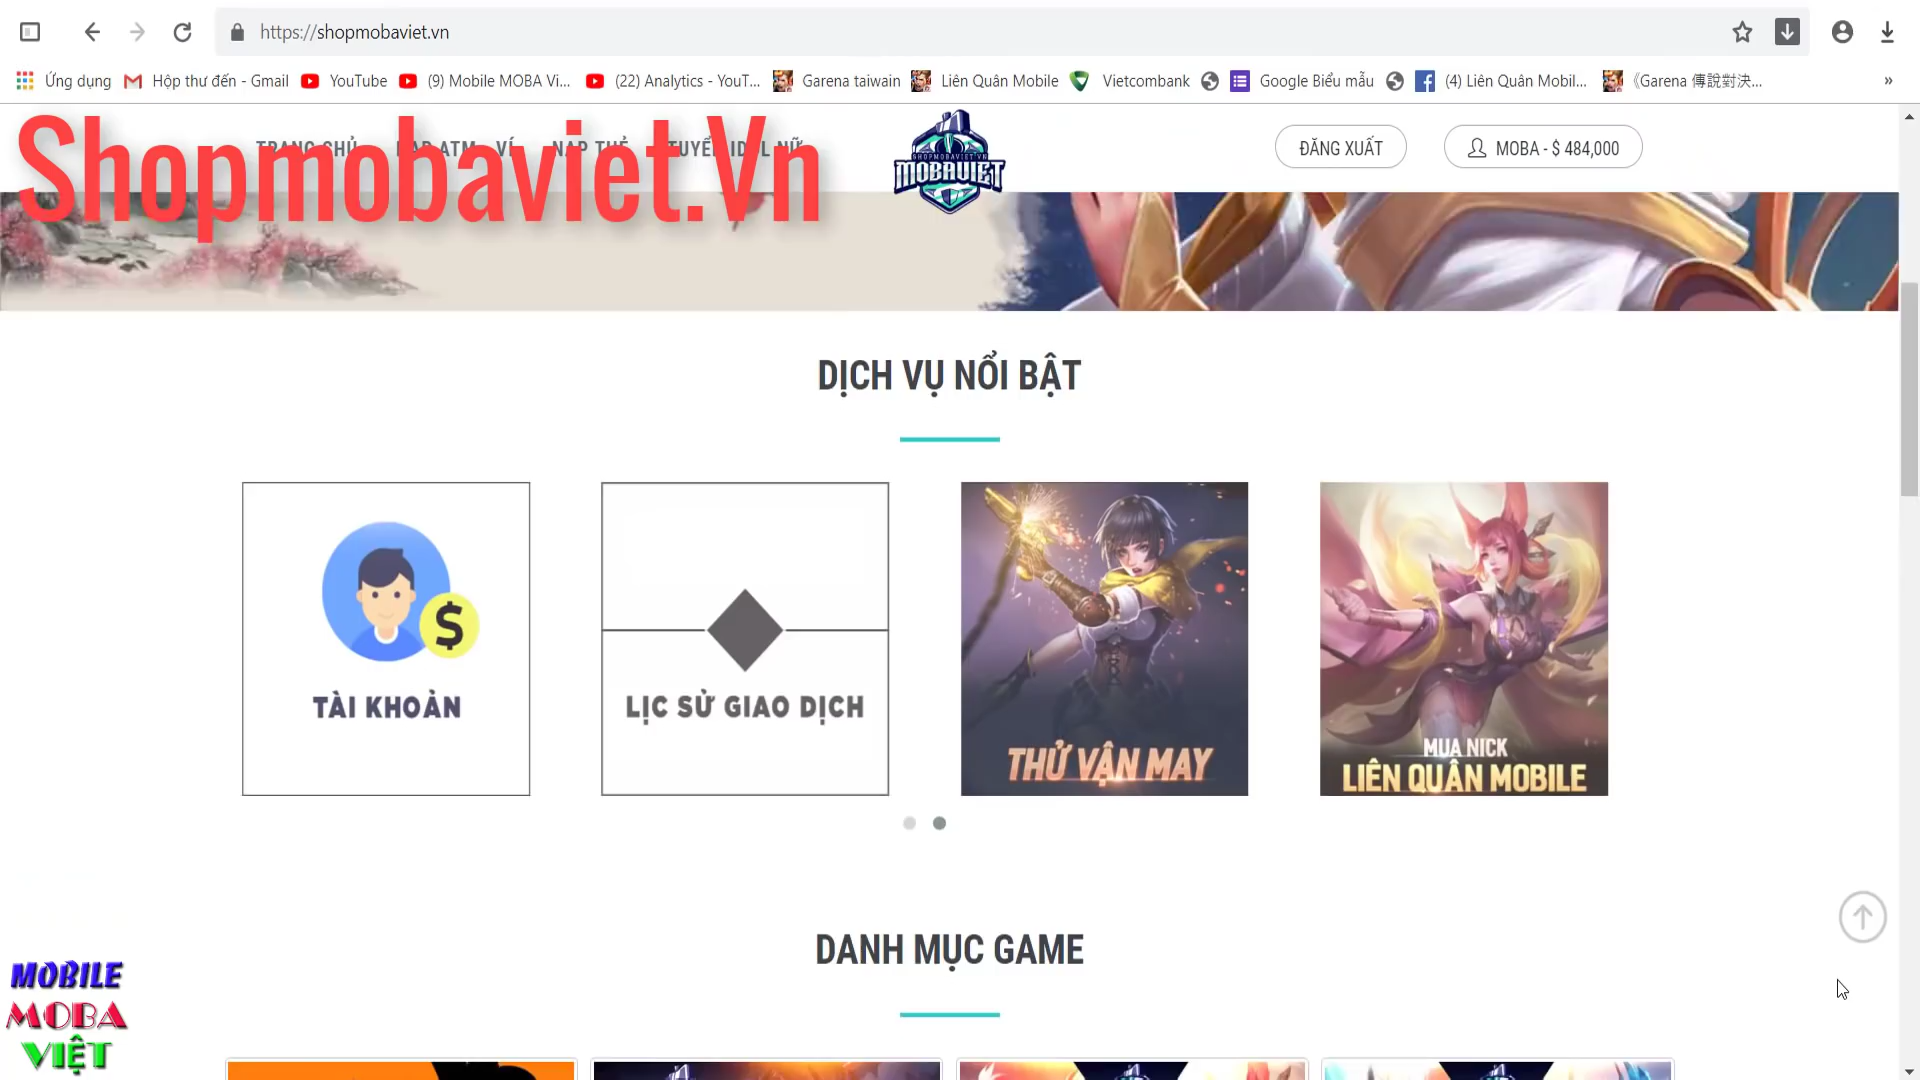 https://shopmobaviet.vn
Ứng dụng
Hộp thư đến - Gmail
YouTube
(9) Mobile MOBA Vi...
(22) Analytics - YouT...
Garena taiwain
Liên Quân Mobile
Vietcombank
Google Biểu mẫu
(4) Liên Quân Mobil...
《Garena 傳說對決...
»
Shopmobaviet.Vn
SHOPMOBAVIET.VN
MOBAVIET
ĐĂNG XUẤT
MOBA - $ 484,000
DỊCH VỤ NỔI BẬT
$
TÀI KHOẢN
LỊC SỬ GIAO DỊCH
THỬ VẬN MAY
MUA NICK
LIÊN QUÂN MOBILE
DANH MỤC GAME
MOBILE
MOBA
VIỆT